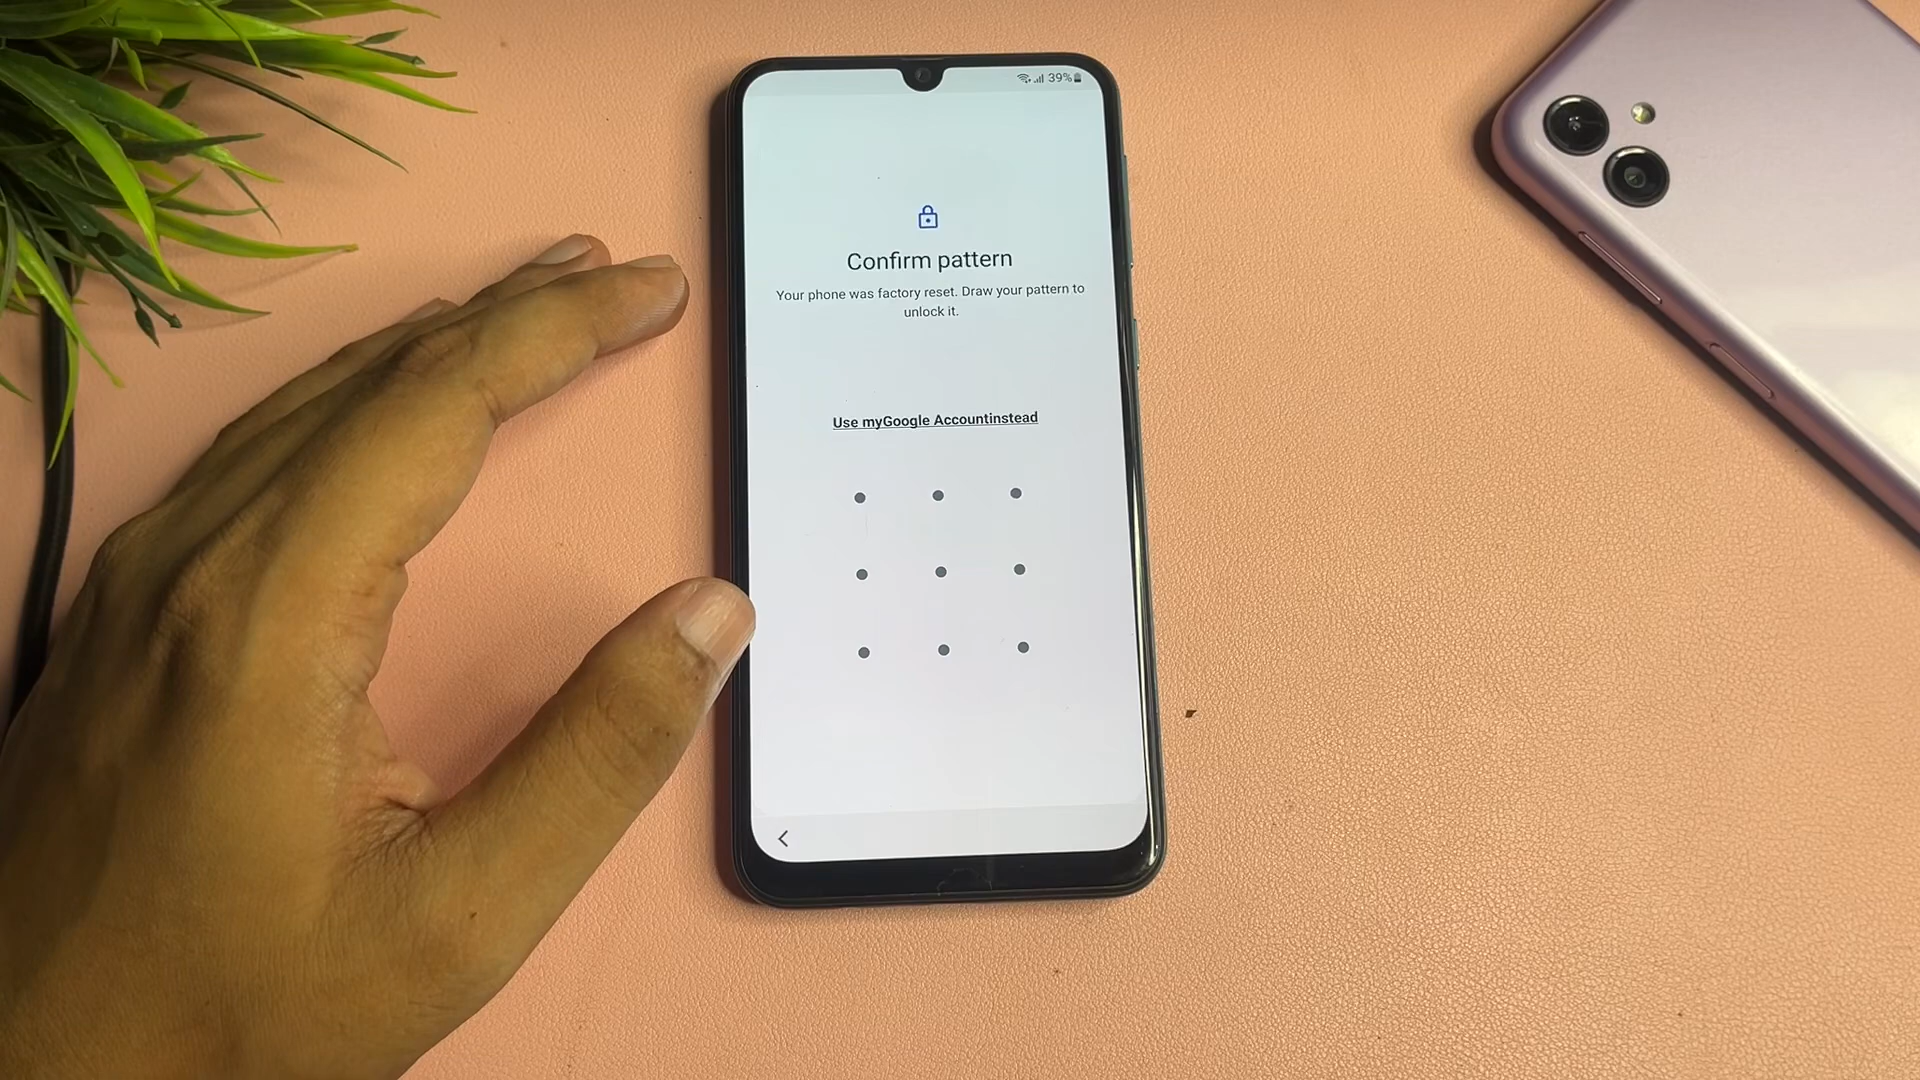 39%
Confirm pattern
Your phone was factory reset. Draw your pattern to
unlock it.
Use myGoogle Accountinstead